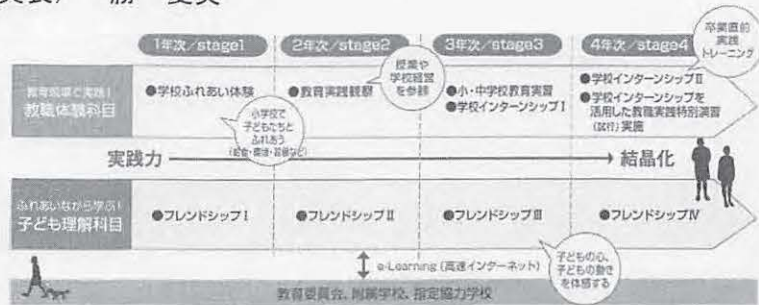 1年次/stage1
2年次/stage2
3年次/stage3
4年次/stage4
卒業直前
実践
トレーニング
教職体験科目
●学校ふれあい体験
●教育実践観察
授業や
学校経営
を参観
●小・中学校教育実習
●学校インターンシップⅠ
●学校インターンシップⅡ
●学校インターンシップを
活用した教職実践特別演習
(試行)実施
小学校で
子どもたちと
ふれあう
実践力
結晶化
ふれあいながら学ぶ!
子ども理解科目
●フレンドシップⅠ
●フレンドシップⅡ
●フレンドシップⅢ
●フレンドシップⅣ
e-Learning (高速インターネット)
子どもの心、
子どもの動き
を体感する
教育委員会、附属学校、指定協力学校